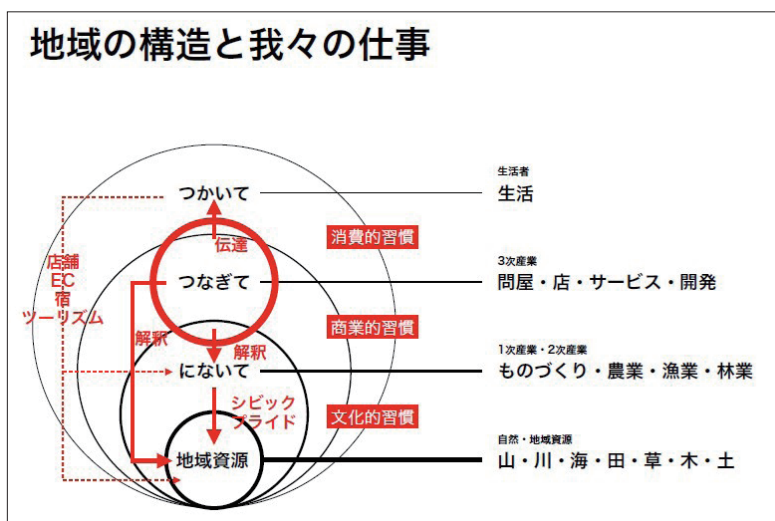 地域の構造と我々の仕事
生活者
つかいて
生活
消費的習慣
伝達
3次産業
店舗
EC
宿
ツーリズム
つなぎて
問屋・店・サービス・開発
商業的習慣
解釈
解釈
1次産業・2次産業
にないて
ものづくり・農業・漁業・林業
シビック
プライド
文化的習慣
自然・地域資源
地域資源
山・川・海・田・草・木・土